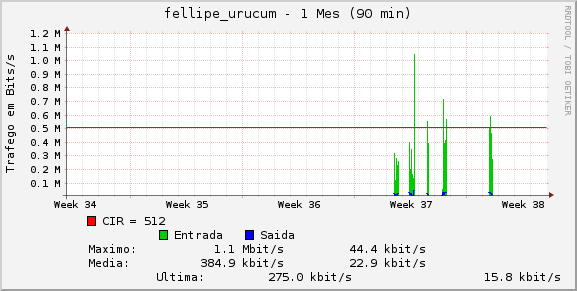 fellipe_urucum - 1 Mes (90 min)
RRDTOOL / TOBI OETIKER
Trafego em Bits/s
1.2 M
1.1 M
1.0 M
0.9 M
0.8 M
0.7 M
0.6 M
0.5 M
0.4 M
0.3 M
0.2 M
0.1 M
Week 34 Week 35 Week 36 Week 37 Week 38
CIR = 512
Entrada Saida
Maximo: 1.1 Mbit/s 44.4 kbit/s
Media: 384.9 kbit/s 22.9 kbit/s
Ultima: 275.0 kbit/s 15.8 kbit/s